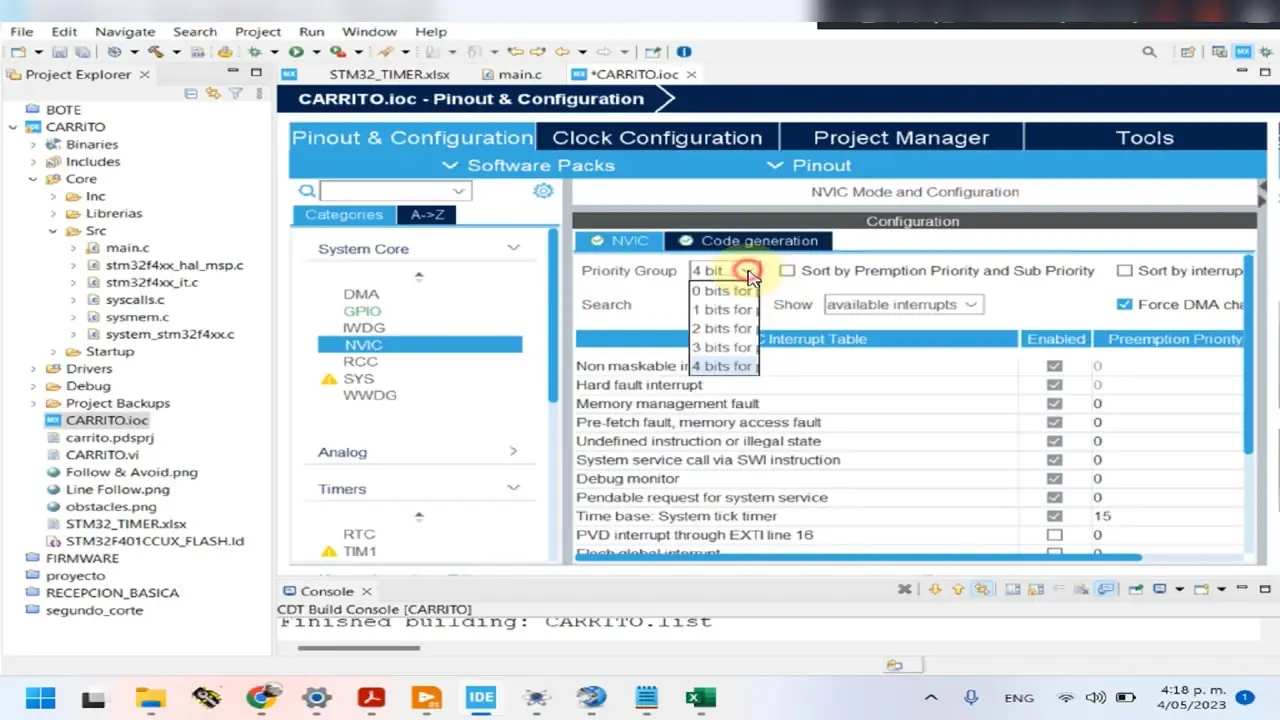 File Edit Navigate Search Project Run Window Help
Project Explorer
STM32_TIMER.xlsx
main.c
*CARRITO.ioc
CARRITO.ioc - Pinout & Configuration
Pinout & Configuration
Clock Configuration
Project Manager
Tools
Software Packs
Pinout
BOTE
CARRITO
Binaries
Includes
Core
Inc
Librerias
Src
main.c
stm32f4xx_hal_msp.c
stm32f4xx_it.c
syscalls.c
sysmem.c
system_stm32f4xx.c
Startup
Drivers
Debug
Project Backups
CARRITO.ioc
carrito.pdsprj
CARRITO.vi
Follow & Avoid.png
Line Follow.png
obstacles.png
STM32_TIMER.xlsx
STM32F401CCUX_FLASH.ld
FIRMWARE
proyecto
RECEPCION_BASICA
segundo_corte
Categories
A->Z
System Core
DMA
GPIO
IWDG
NVIC
RCC
SYS
WWDG
Analog
Timers
RTC
TIM1
NVIC Mode and Configuration
Configuration
NVIC
Code generation
Priority Group
4 bit
Sort by Premption Priority and Sub Priority
Sort by interrup
0 bits for
1 bits for
2 bits for
3 bits for
4 bits for
Search
Show
available interrupts
Force DMA cha
Interrupt Table
Enabled
Preemption Priority
Non maskable in 0
Hard fault interrupt 0
Memory management fault 0
Pre-fetch fault, memory access fault 0
Undefined instruction or illegal state 0
System service call via SWI instruction 0
Debug monitor 0
Pendable request for system service 0
Time base: System tick timer 15
PVD interrupt through EXTI line 16 0
Flash global interrupt
Console
CDT Build Console [CARRITO]
Finished building: CARRITO.list
IDE
ENG
4:18 p. m.
4/05/2023
1